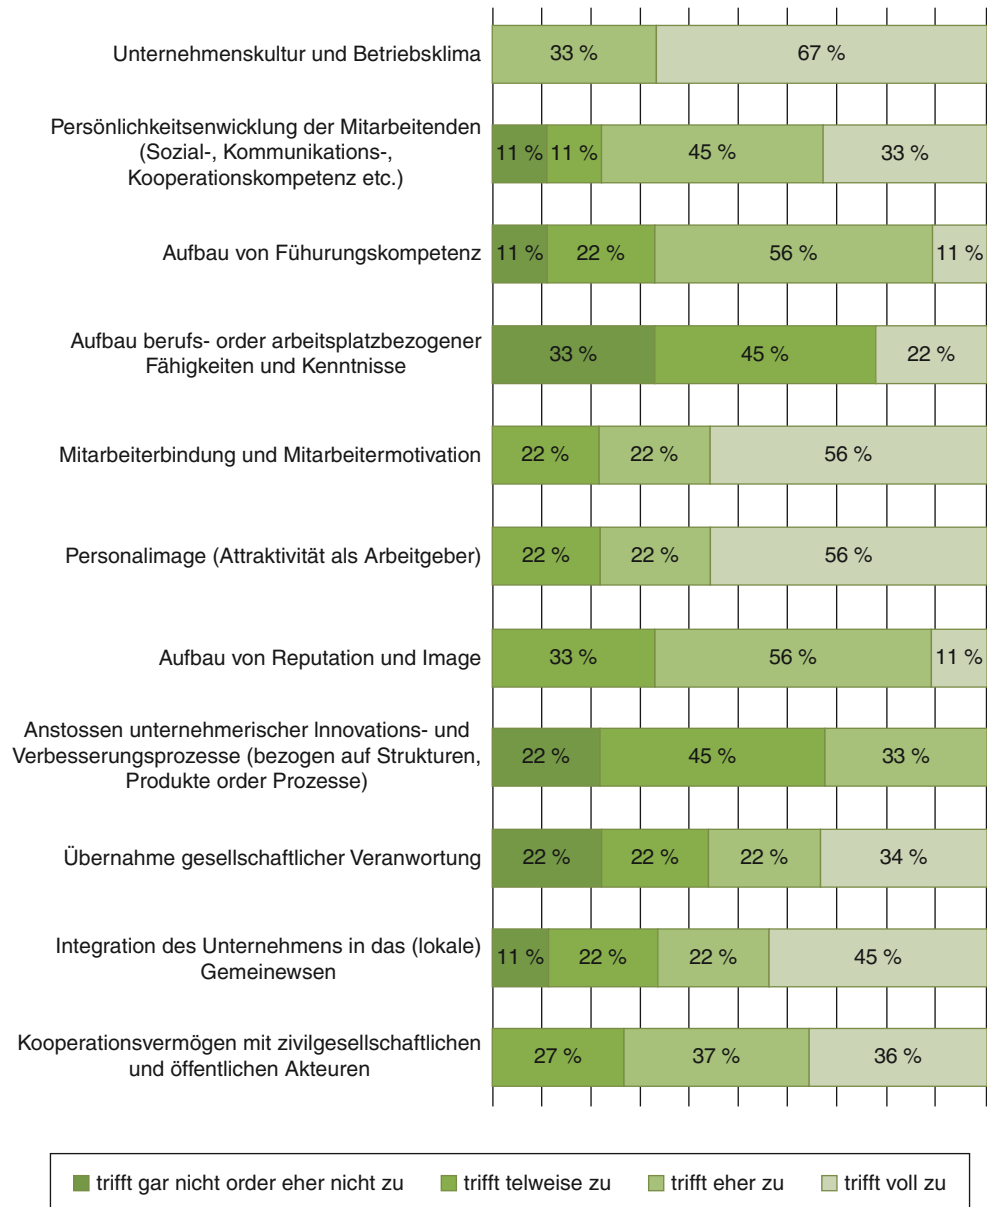 Unternehmenskultur und Betriebsklima
33 %
67 %
Persönlichkeitsenwicklung der Mitarbeitenden
(Sozial-, Kommunikations-,
Kooperationskompetenz etc.)
11 %
11 %
45 %
33 %
Aufbau von Fühurungskompetenz
11 %
22 %
56 %
11 %
Aufbau berufs- order arbeitsplatzbezogener
Fähigkeiten und Kenntnisse
33 %
45 %
22 %
Mitarbeiterbindung und Mitarbeitermotivation
22 %
22 %
56 %
Personalimage (Attraktivität als Arbeitgeber)
22 %
22 %
56 %
Aufbau von Reputation und Image
33 %
56 %
11 %
Anstossen unternehmerischer Innovations- und
Verbesserungsprozesse (bezogen auf Strukturen,
Produkte order Prozesse)
22 %
45 %
33 %
Übernahme gesellschaftlicher Veranwortung
22 %
22 %
22 %
34 %
Integration des Unternehmens in das (lokale)
Gemeinewsen
11 %
22 %
22 %
45 %
Kooperationsvermögen mit zivilgesellschaftlichen
und öffentlichen Akteuren
27 %
37 %
36 %
trifft gar nicht order eher nicht zu
trifft telweise zu
trifft eher zu
trifft voll zu